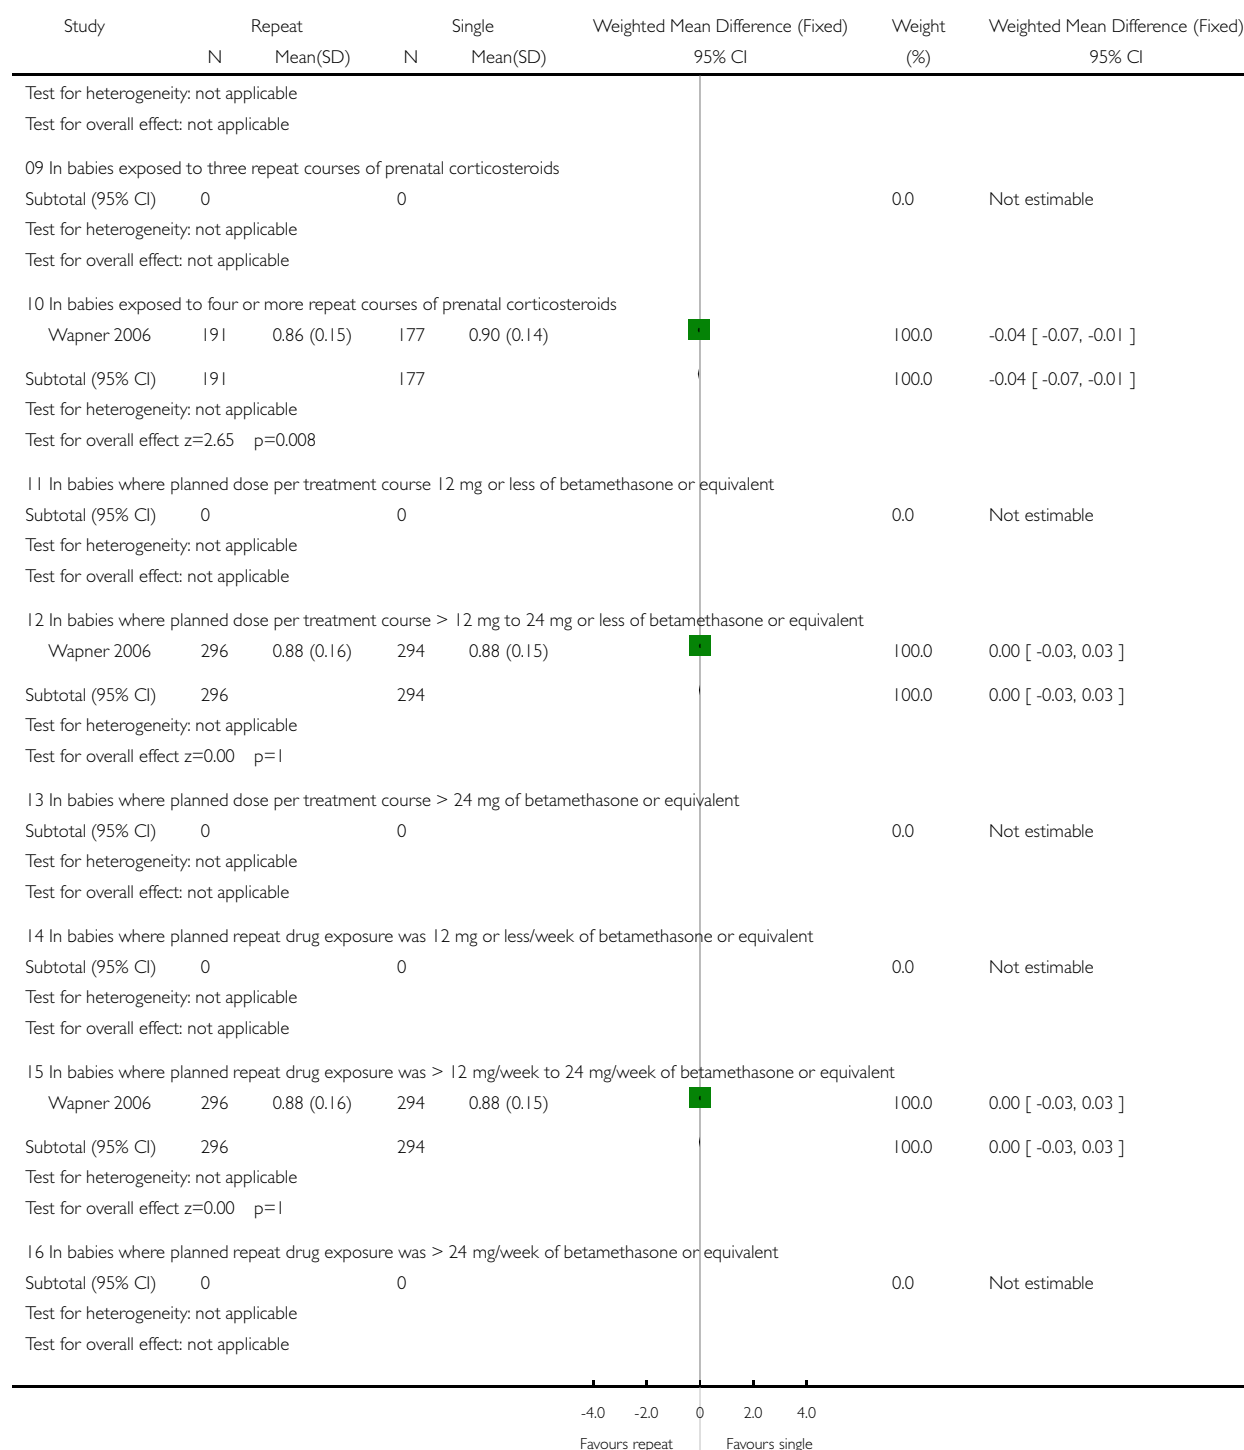 Study Repeat Single Weighted Mean Difference (Fixed) Weight Weighted Mean Difference (Fixed)
N Mean(SD) N Mean(SD) 95% CI (%) 95% CI
Test for heterogeneity: not applicable
Test for overall effect: not applicable
09 In babies exposed to three repeat courses of prenatal corticosteroids
Subtotal (95% CI) 0 0 0.0 Not estimable
Test for heterogeneity: not applicable
Test for overall effect: not applicable
10 In babies exposed to four or more repeat courses of prenatal corticosteroids
Wapner 2006 191 0.86 (0.15) 177 0.90 (0.14) 100.0 -0.04 [ -0.07, -0.01 ]
Subtotal (95% CI) 191 177 100.0 -0.04 [ -0.07, -0.01 ]
Test for heterogeneity: not applicable
Test for overall effect z=2.65 p=0.008
11 In babies where planned dose per treatment course 12 mg or less of betamethasone or equivalent
Subtotal (95% CI) 0 0 0.0 Not estimable
Test for heterogeneity: not applicable
Test for overall effect: not applicable
12 In babies where planned dose per treatment course > 12 mg to 24 mg or less of betamethasone or equivalent
Wapner 2006 296 0.88 (0.16) 294 0.88 (0.15) 100.0 0.00 [ -0.03, 0.03 ]
Subtotal (95% CI) 296 294 100.0 0.00 [ -0.03, 0.03 ]
Test for heterogeneity: not applicable
Test for overall effect z=0.00 p=1
13 In babies where planned dose per treatment course > 24 mg of betamethasone or equivalent
Subtotal (95% CI) 0 0 0.0 Not estimable
Test for heterogeneity: not applicable
Test for overall effect: not applicable
14 In babies where planned repeat drug exposure was 12 mg or less/week of betamethasone or equivalent
Subtotal (95% CI) 0 0 0.0 Not estimable
Test for heterogeneity: not applicable
Test for overall effect: not applicable
15 In babies where planned repeat drug exposure was > 12 mg/week to 24 mg/week of betamethasone or equivalent
Wapner 2006 296 0.88 (0.16) 294 0.88 (0.15) 100.0 0.00 [ -0.03, 0.03 ]
Subtotal (95% CI) 296 294 100.0 0.00 [ -0.03, 0.03 ]
Test for heterogeneity: not applicable
Test for overall effect z=0.00 p=1
16 In babies where planned repeat drug exposure was > 24 mg/week of betamethasone or equivalent
Subtotal (95% CI) 0 0 0.0 Not estimable
Test for heterogeneity: not applicable
Test for overall effect: not applicable
-4.0 -2.0 0 2.0 4.0
Favours repeat Favours single